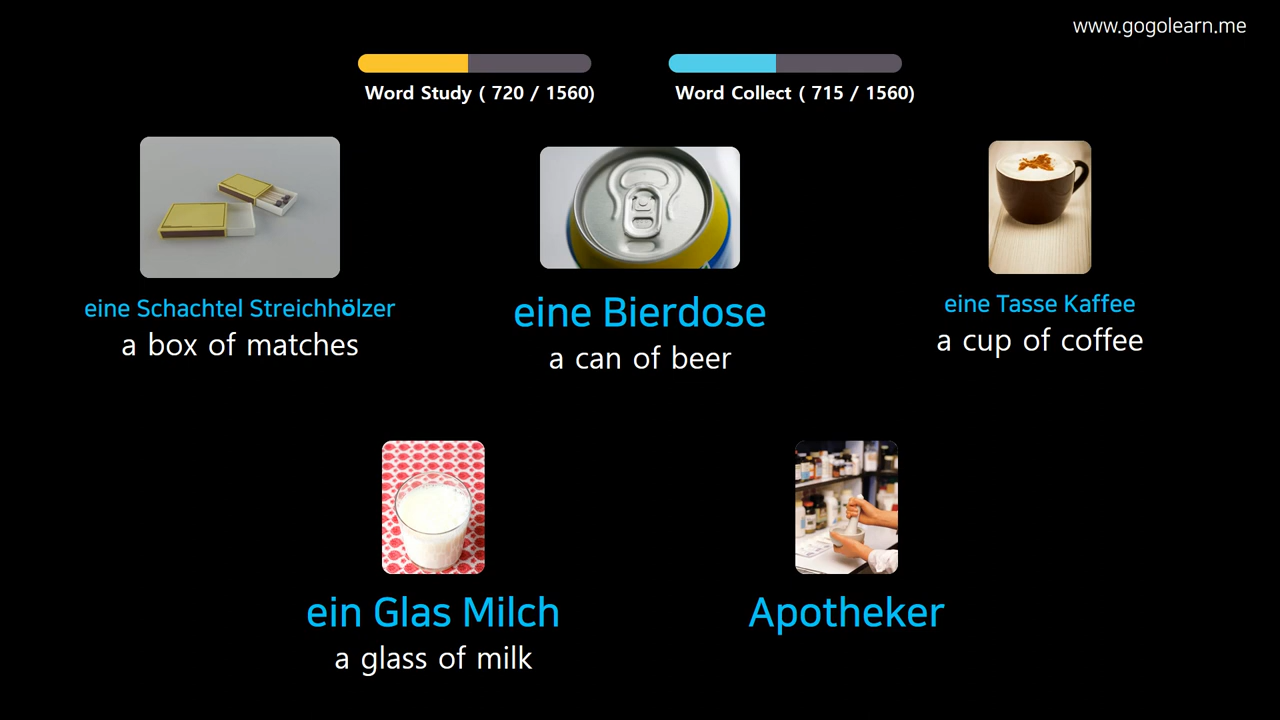 www.gogolearn.me
Word Study ( 720 / 1560)
Word Collect ( 715 / 1560)
eine Schachtel Streichhölzer
a box of matches
eine Bierdose
a can of beer
eine Tasse Kaffee
a cup of coffee
ein Glas Milch
a glass of milk
Apotheker